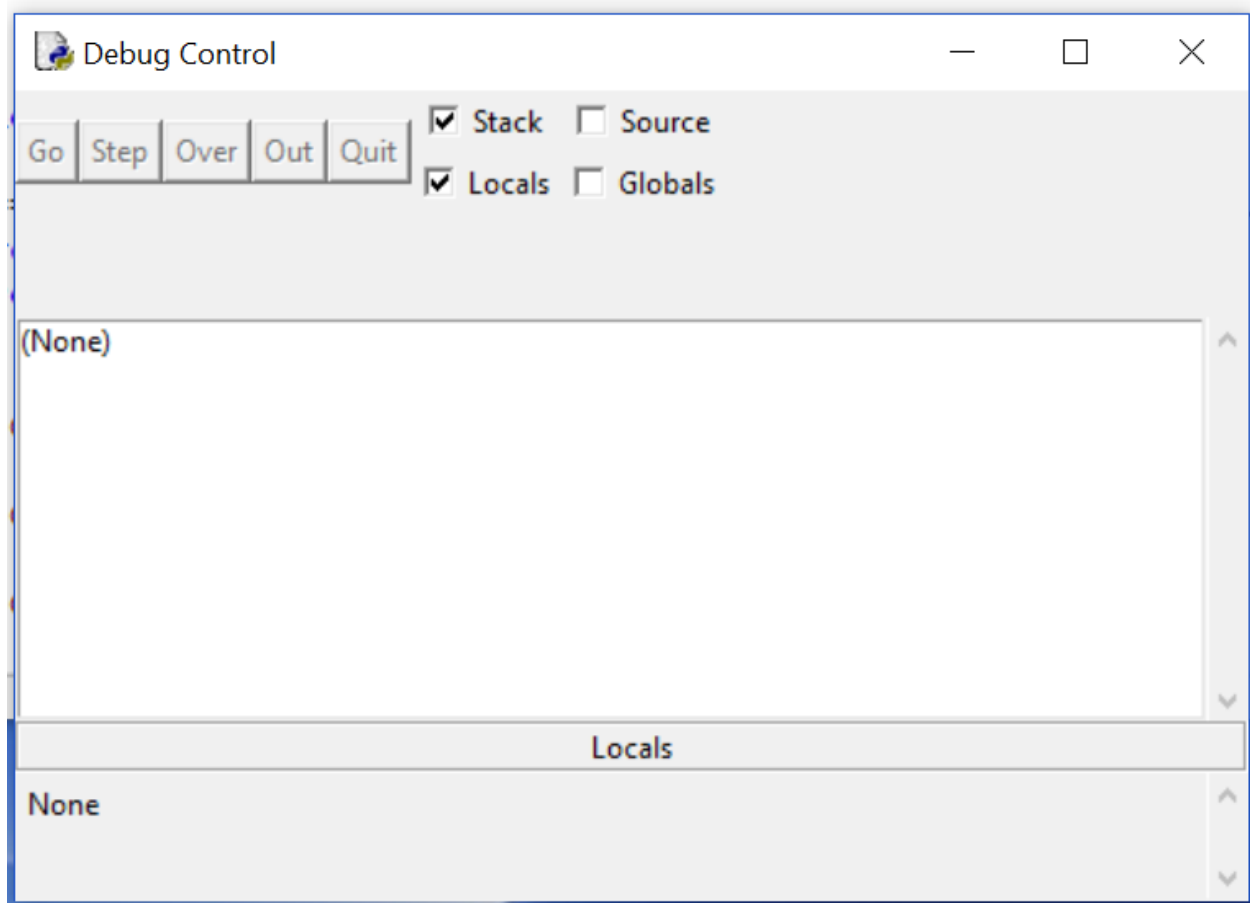 Debug Control
Go Step Over Out Quit
Stack Source
Locals Globals
(None)
Locals
None